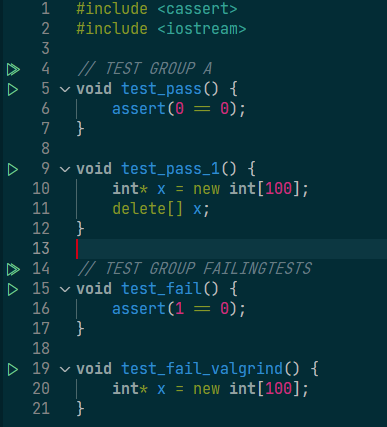 1 #include <cassert>
2 #include <iostream>
3
4 // TEST GROUP A
5 void test_pass() {
6     assert(0 == 0);
7 }
8
9 void test_pass_1() {
10     int* x = new int[100];
11     delete[] x;
12 }
13
14 // TEST GROUP FAILINGTESTS
15 void test_fail() {
16     assert(1 == 0);
17 }
18
19 void test_fail_valgrind() {
20     int* x = new int[100];
21 }